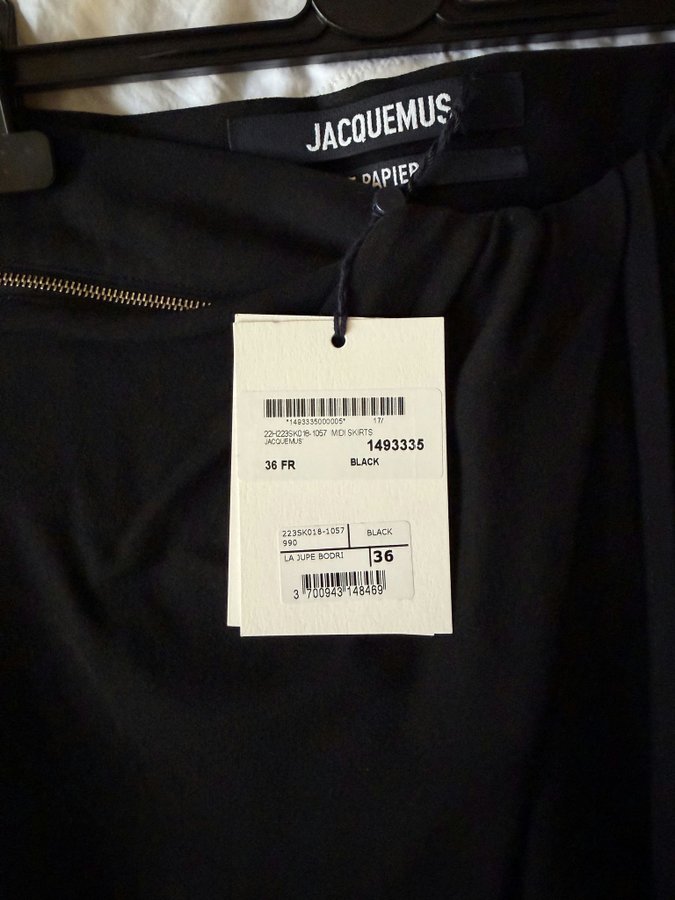 JACQUEMUS
PAPIER
*1493335000005* 17/
22H223SK018-1057 MIDI SKIRTS
JACQUEMUS
1493335
36 FR BLACK
223SK018-1057 BLACK
990
LA JUPE BODRI 36
3 700943 148469